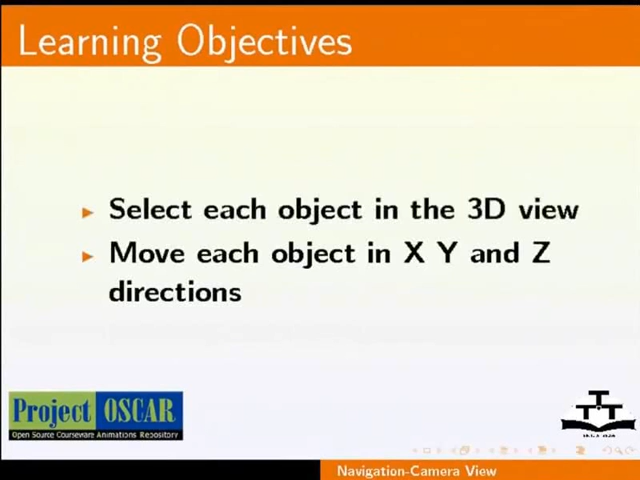 Learning Objectives
Select each object in the 3D view
Move each object in X Y and Z
directions
Project OSCAR
Open Source Courseware Animations Repository
Navigation-Camera View